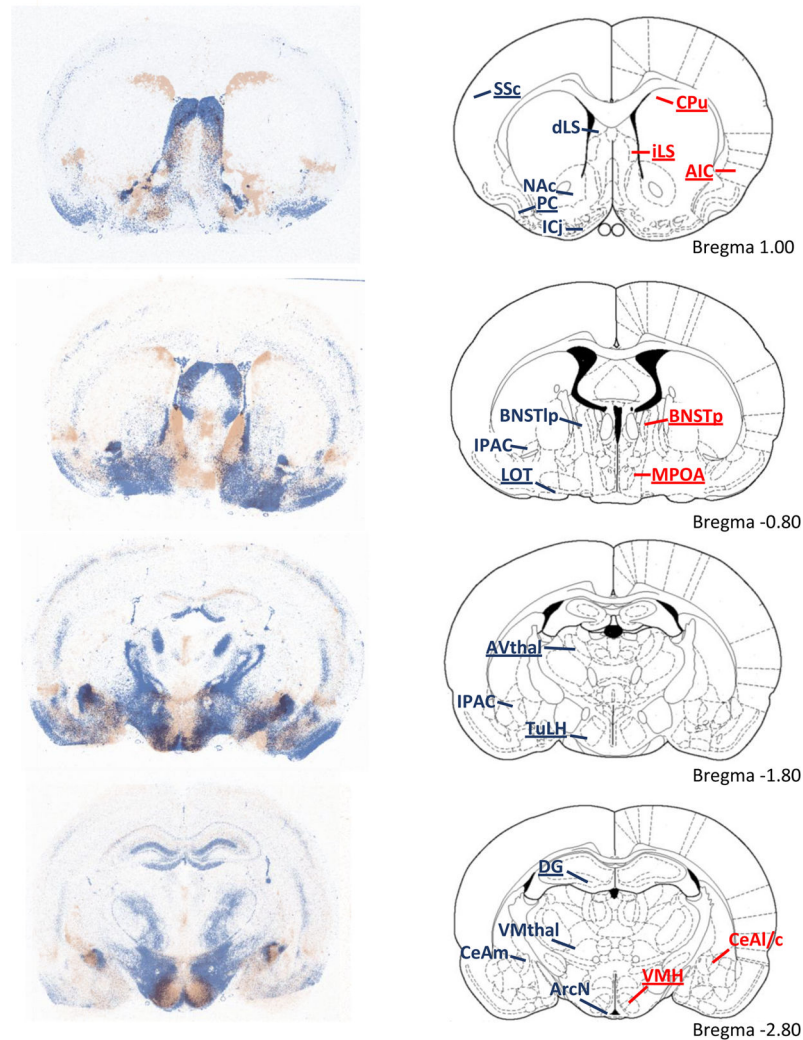 SSc
CPu
dLS
iLS
AIC
NAc
PC
ICj
Bregma 1.00
BNSTlp
BNSTp
IPAC
LOT
MPOA
Bregma -0.80
AVthal
IPAC
TuLH
Bregma -1.80
DG
VMthal
CeAl/c
CeAm
VMH
ArcN
Bregma -2.80